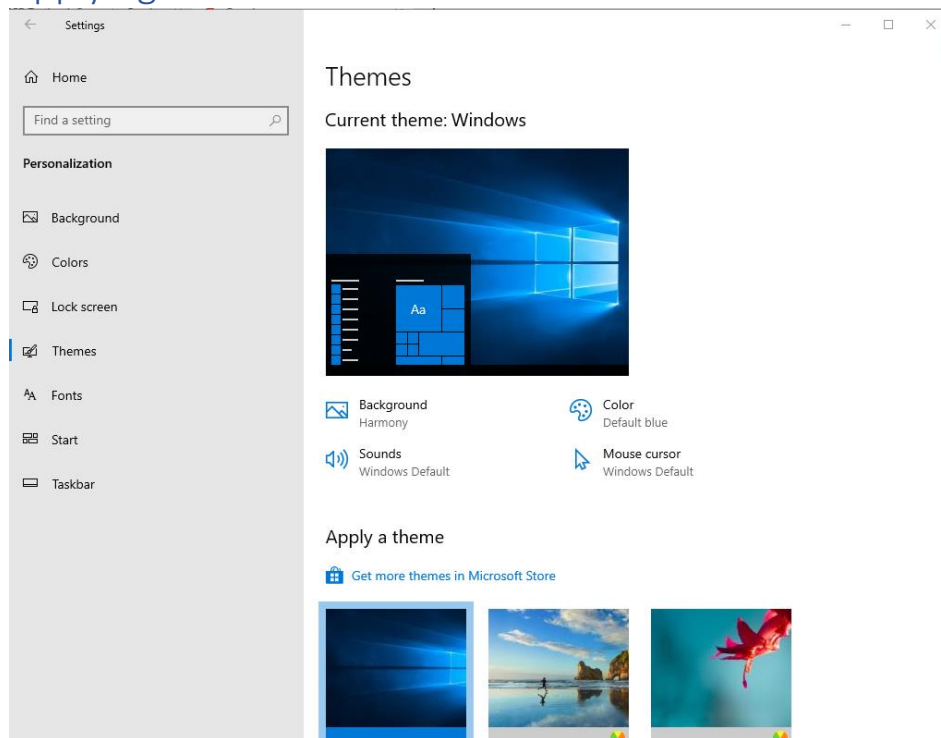 Settings
Home
Find a setting
Personalization
Background
Colors
Lock screen
Themes
Fonts
Start
Taskbar
Themes
Current theme: Windows
Aa
Background
Harmony
Color
Default blue
Sounds
Windows Default
Mouse cursor
Windows Default
Apply a theme
Get more themes in Microsoft Store